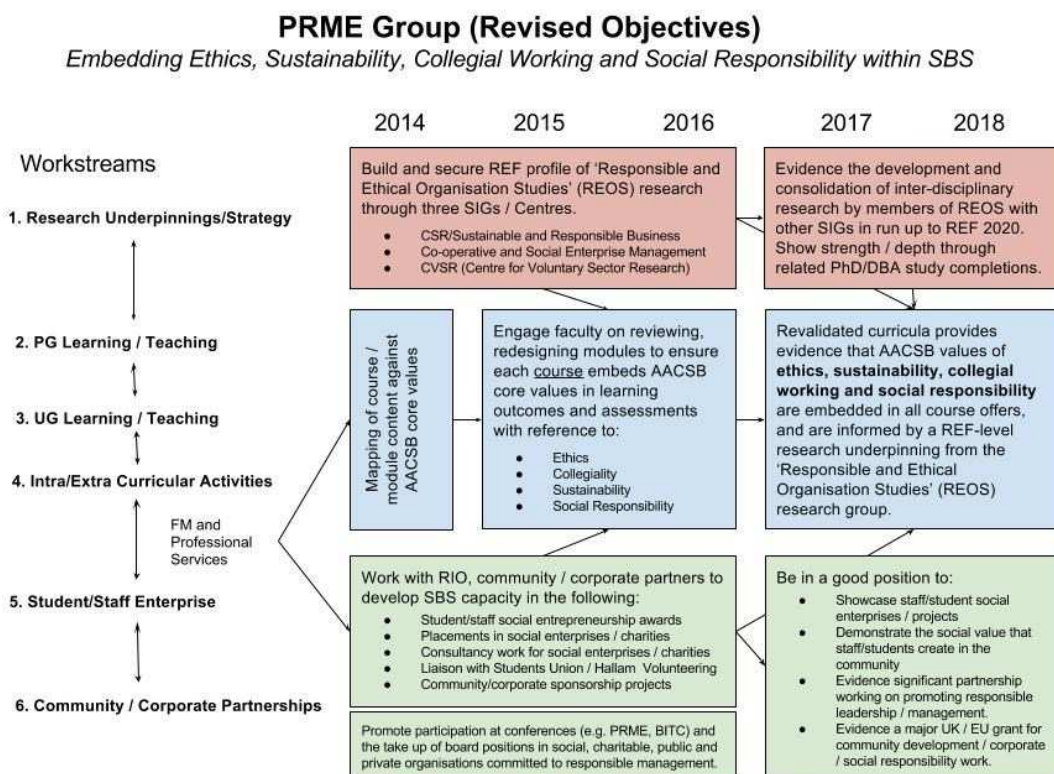 PRME Group (Revised Objectives)
Embedding Ethics, Sustainability, Collegial Working and Social Responsibility within SBS
2014
2015
2016
2017
2018
Workstreams
1. Research Underpinnings/Strategy
2. PG Learning / Teaching
3. UG Learning / Teaching
4. Intra/Extra Curricular Activities
FM and
Professional
Services
5. Student/Staff Enterprise
6. Community / Corporate Partnerships
Build and secure REF profile of ‘Responsible and
Ethical Organisation Studies’ (REOS) research
through three SIGs / Centres.
● CSR/Sustainable and Responsible Business
● Co-operative and Social Enterprise Management
● CVSR (Centre for Voluntary Sector Research)
Evidence the development and
consolidation of inter-disciplinary
research by members of REOS with
other SIGs in run up to REF 2020.
Show strength / depth through
related PhD/DBA study completions.
Mapping of course /
module content against
AACSB core values
Engage faculty on reviewing,
redesigning modules to ensure
each course embeds AACSB
core values in learning
outcomes and assessments
with reference to:
● Ethics
● Collegiality
● Sustainability
● Social Responsibility
Revalidated curricula provides
evidence that AACSB values of
ethics, sustainability, collegial
working and social responsibility
are embedded in all course offers,
and are informed by a REF-level
research underpinning from the
‘Responsible and Ethical
Organisation Studies’ (REOS)
research group.
Work with RIO, community / corporate partners to
develop SBS capacity in the following:
● Student/staff social entrepreneurship awards
● Placements in social enterprises / charities
● Consultancy work for social enterprises / charities
● Liaison with Students Union / Hallam Volunteering
● Community/corporate sponsorship projects
Promote participation at conferences (e.g. PRME, BITC) and
the take up of board positions in social, charitable, public and
private organisations committed to responsible management.
Be in a good position to:
● Showcase staff/student social
enterprises / projects
● Demonstrate the social value that
staff/students create in the
community
● Evidence significant partnership
working on promoting responsible
leadership / management.
● Evidence a major UK / EU grant for
community development / corporate
/ social responsibility work.